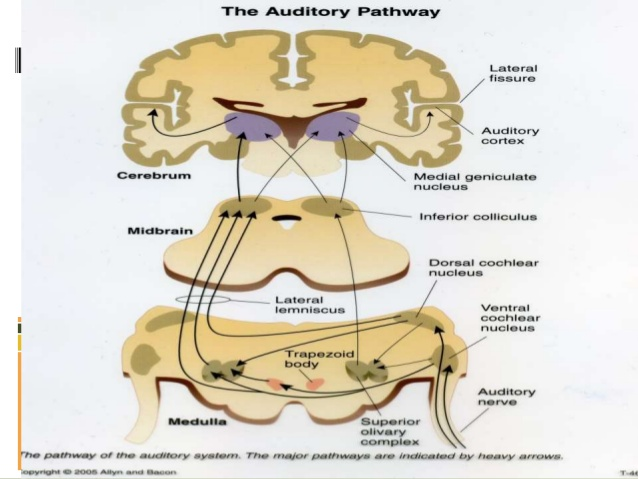 The Auditory Pathway
Lateral
fissure
Auditory
cortex
Cerebrum
Medial geniculate
nucleus
Inferior colliculus
Midbrain
Dorsal cochlear
nucleus
Lateral
lemniscus
Ventral
cochlear
nucleus
Trapezoid
body
Auditory
nerve
Medulla
Superior
olivary
complex
The pathway of the auditory system. The major pathways are indicated by heavy arrows.
opyright © 2005 Allyn and Bacon